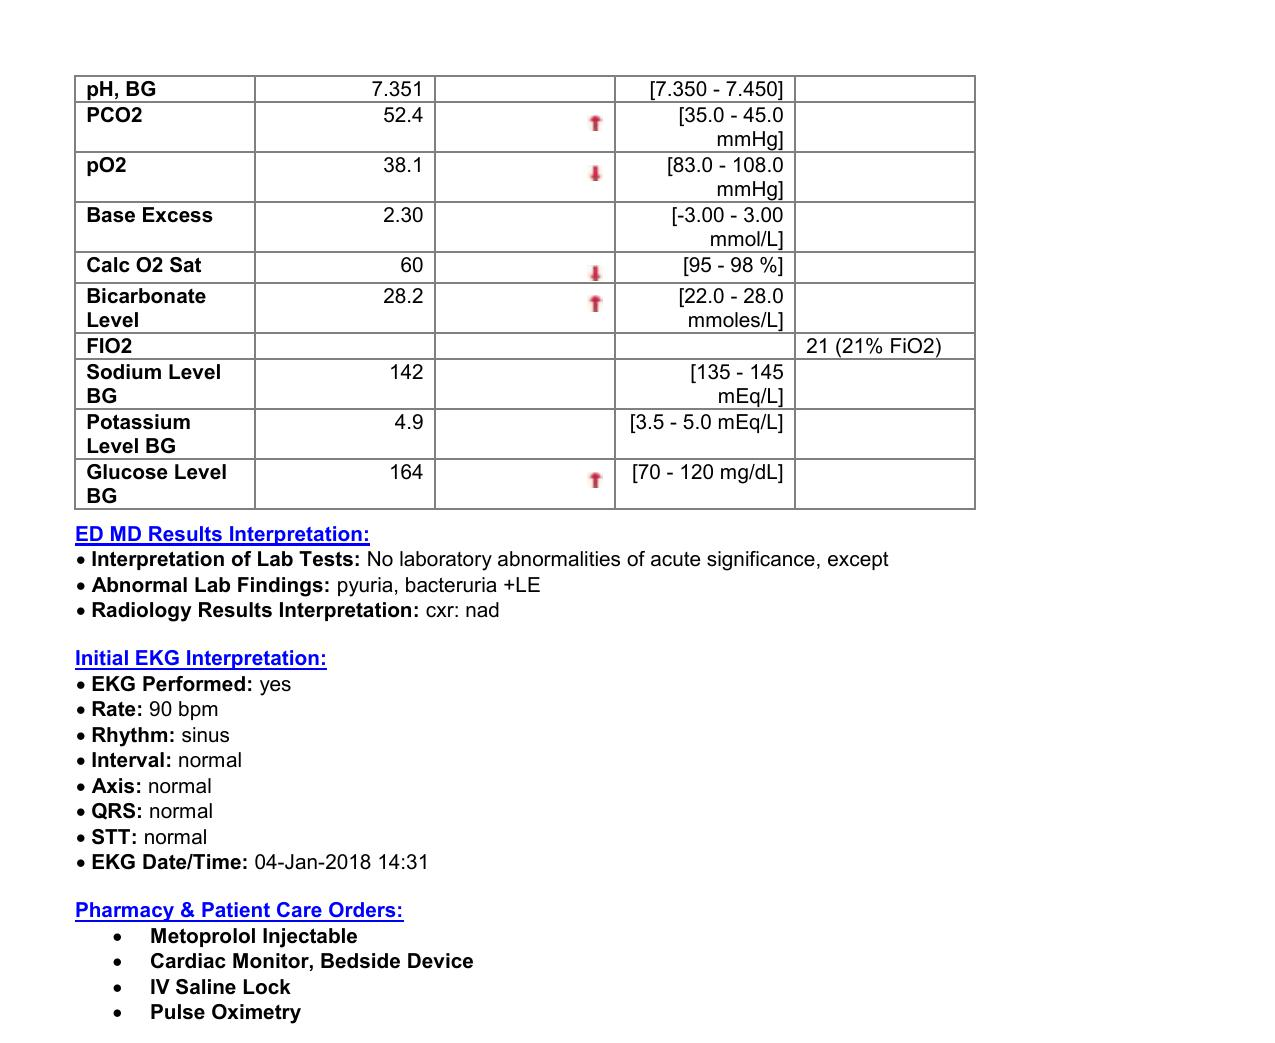 pH, BG 7.351 [7.350 - 7.450]
PCO2 52.4 [35.0 - 45.0
mmHg]
pO2 38.1 [83.0 - 108.0
mmHg]
Base Excess 2.30 [-3.00 - 3.00
mmol/L]
Calc O2 Sat 60 [95 - 98 %]
Bicarbonate 28.2 [22.0 - 28.0
Level mmoles/L]
FIO2 21 (21% FiO2)
Sodium Level 142 [135 - 145
BG mEq/L]
Potassium 4.9 [3.5 - 5.0 mEq/L]
Level BG
Glucose Level 164 [70 - 120 mg/dL]
BG
ED MD Results Interpretation:
• Interpretation of Lab Tests: No laboratory abnormalities of acute significance, except
• Abnormal Lab Findings: pyuria, bacteruria +LE
• Radiology Results Interpretation: cxr: nad
Initial EKG Interpretation:
• EKG Performed: yes
• Rate: 90 bpm
• Rhythm: sinus
• Interval: normal
• Axis: normal
• QRS: normal
• STT: normal
• EKG Date/Time: 04-Jan-2018 14:31
Pharmacy & Patient Care Orders:
• Metoprolol Injectable
• Cardiac Monitor, Bedside Device
• IV Saline Lock
• Pulse Oximetry